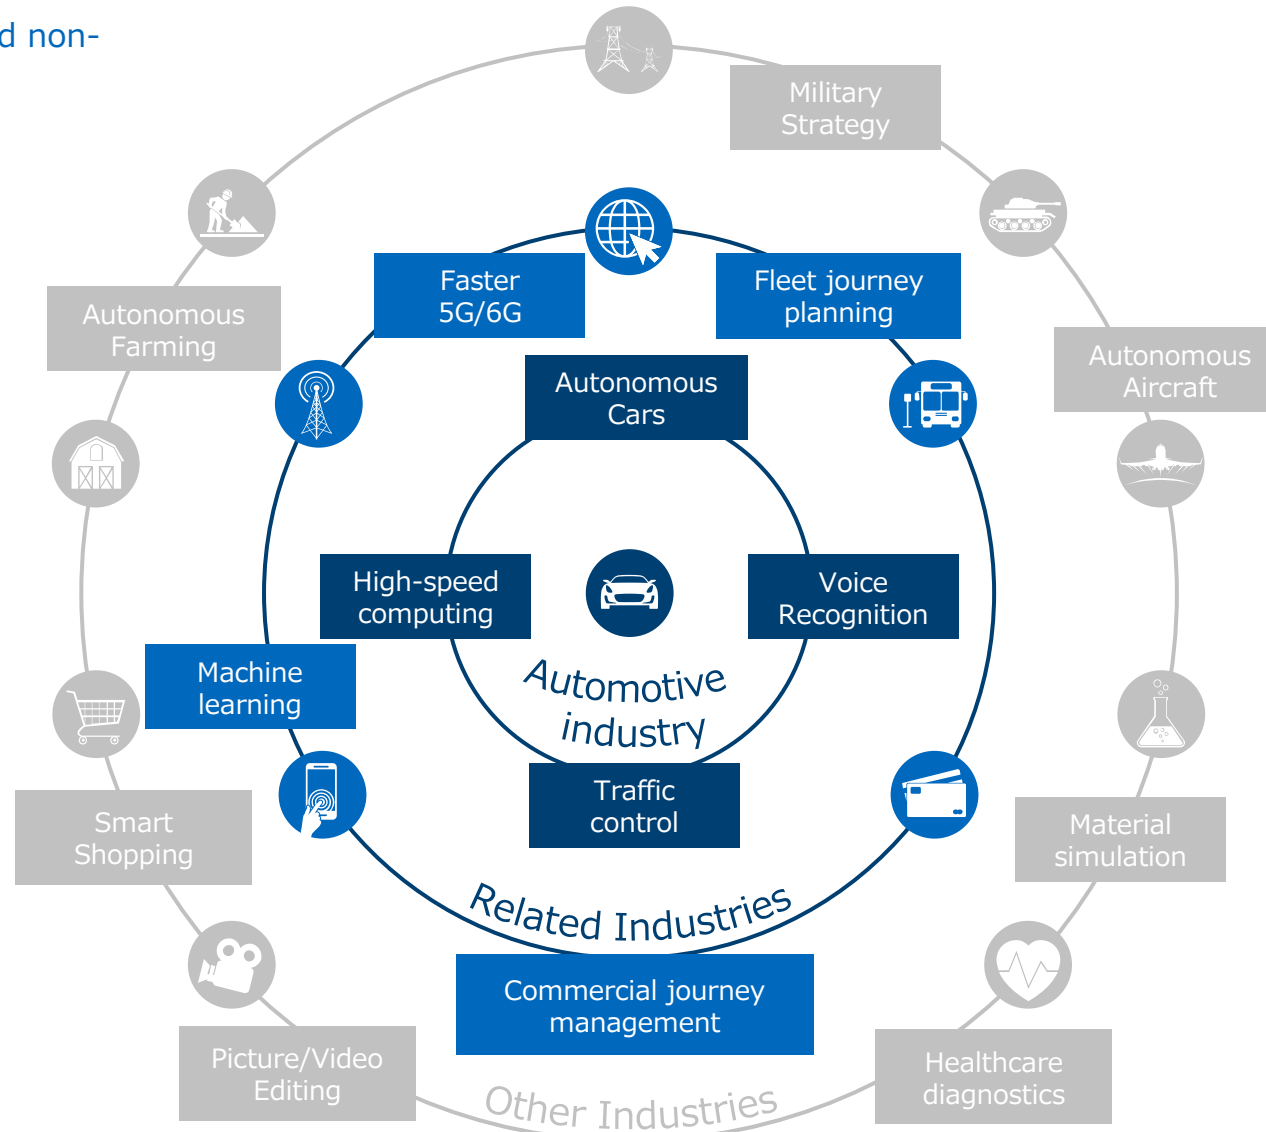 d non-
Military
Strategy
Faster
5G/6G
Fleet journey
planning
Autonomous
Farming
Autonomous
Cars
Autonomous
Aircraft
High-speed
computing
Voice
Recognition
Machine
learning
Automotive
industry
Traffic
control
Smart
Shopping
Material
simulation
Related Industries
Commercial journey
management
Picture/Video
Editing
Healthcare
diagnostics
Other Industries